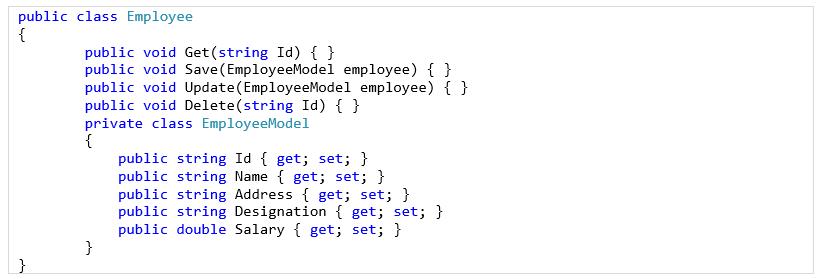 public class Employee
{
public void Get(string Id) { }
public void Save(EmployeeModel employee) { }
public void Update(EmployeeModel employee) { }
public void Delete(string Id) { }
private class EmployeeModel
{
public string Id { get; set; }
public string Name { get; set; }
public string Address { get; set; }
public string Designation { get; set; }
public double Salary { get; set; }
}
}